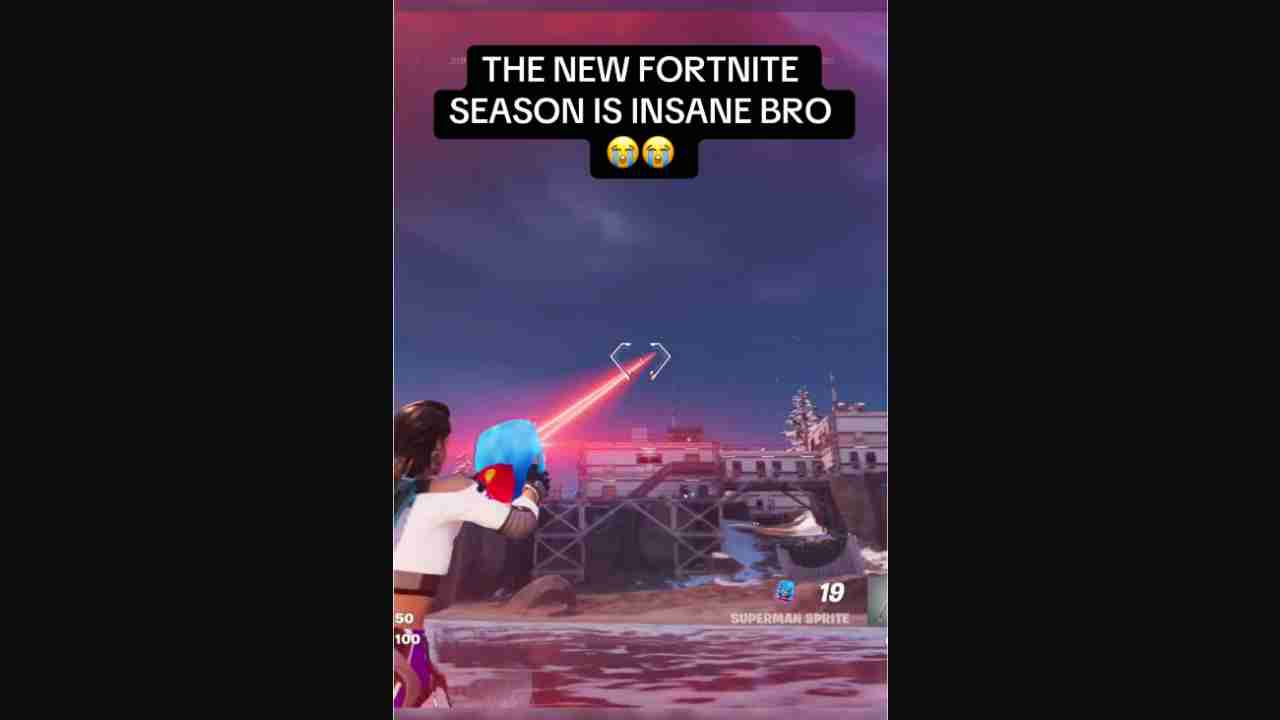 THE NEW FORTNITE
SEASON IS INSANE BRO
😭😭
19
SUPERMAN SPRITE
50
100